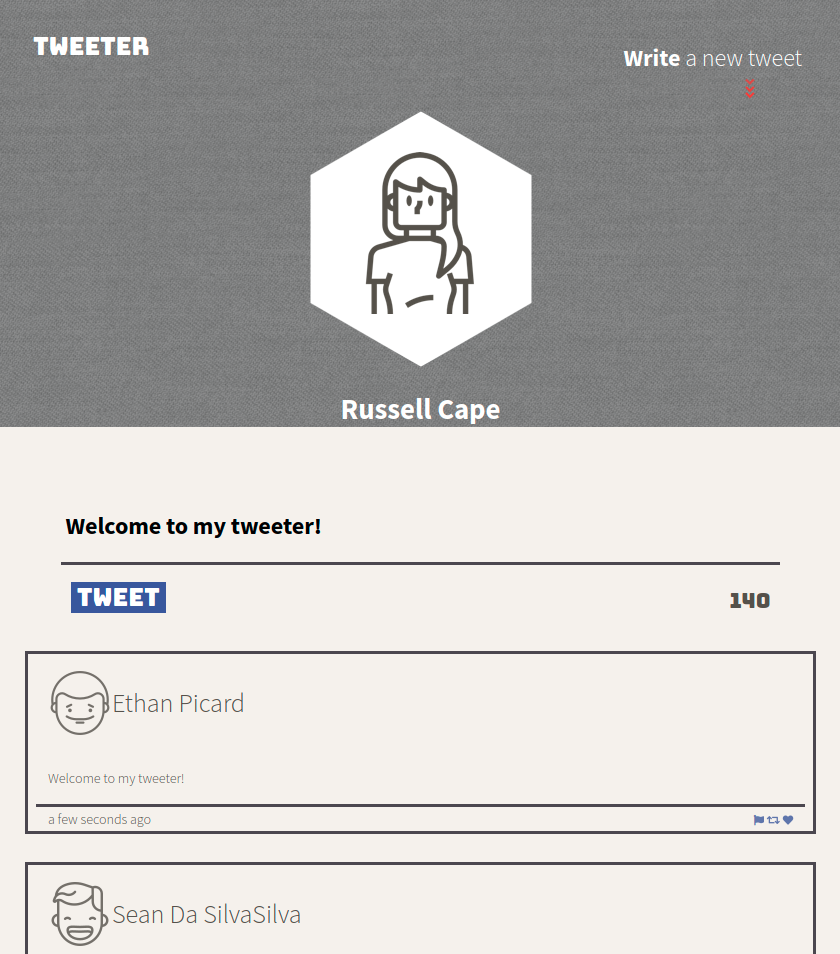 TWEETER
Write a new tweet
Russell Cape
Welcome to my tweeter!
TWEET
140
Ethan Picard
Welcome to my tweeter!
a few seconds ago
Sean Da SilvaSilva